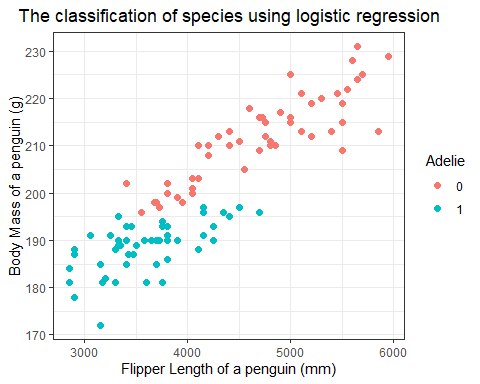 The classification of species using logistic regression
230
220
210
200
190
180
170
Body Mass of a penguin (g)
3000 4000 5000 6000
Flipper Length of a penguin (mm)
Adelie
0
1